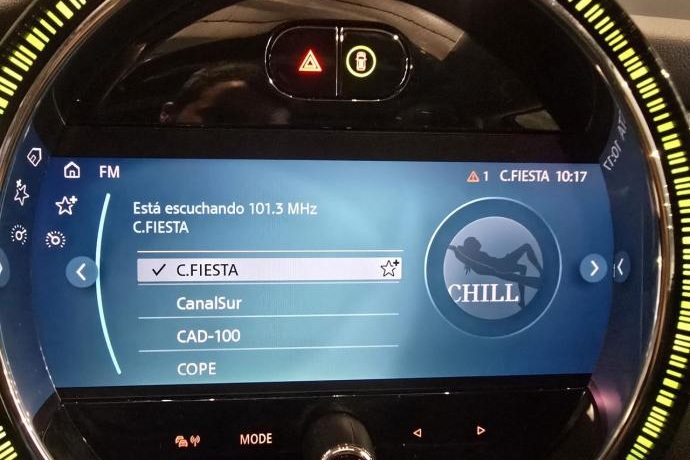 FM
1 C.FIESTA 10:17
Está escuchando 101.3 MHz
C.FIESTA
C.FIESTA
CanalSur
CAD-100
COPE
CHILL
MODE